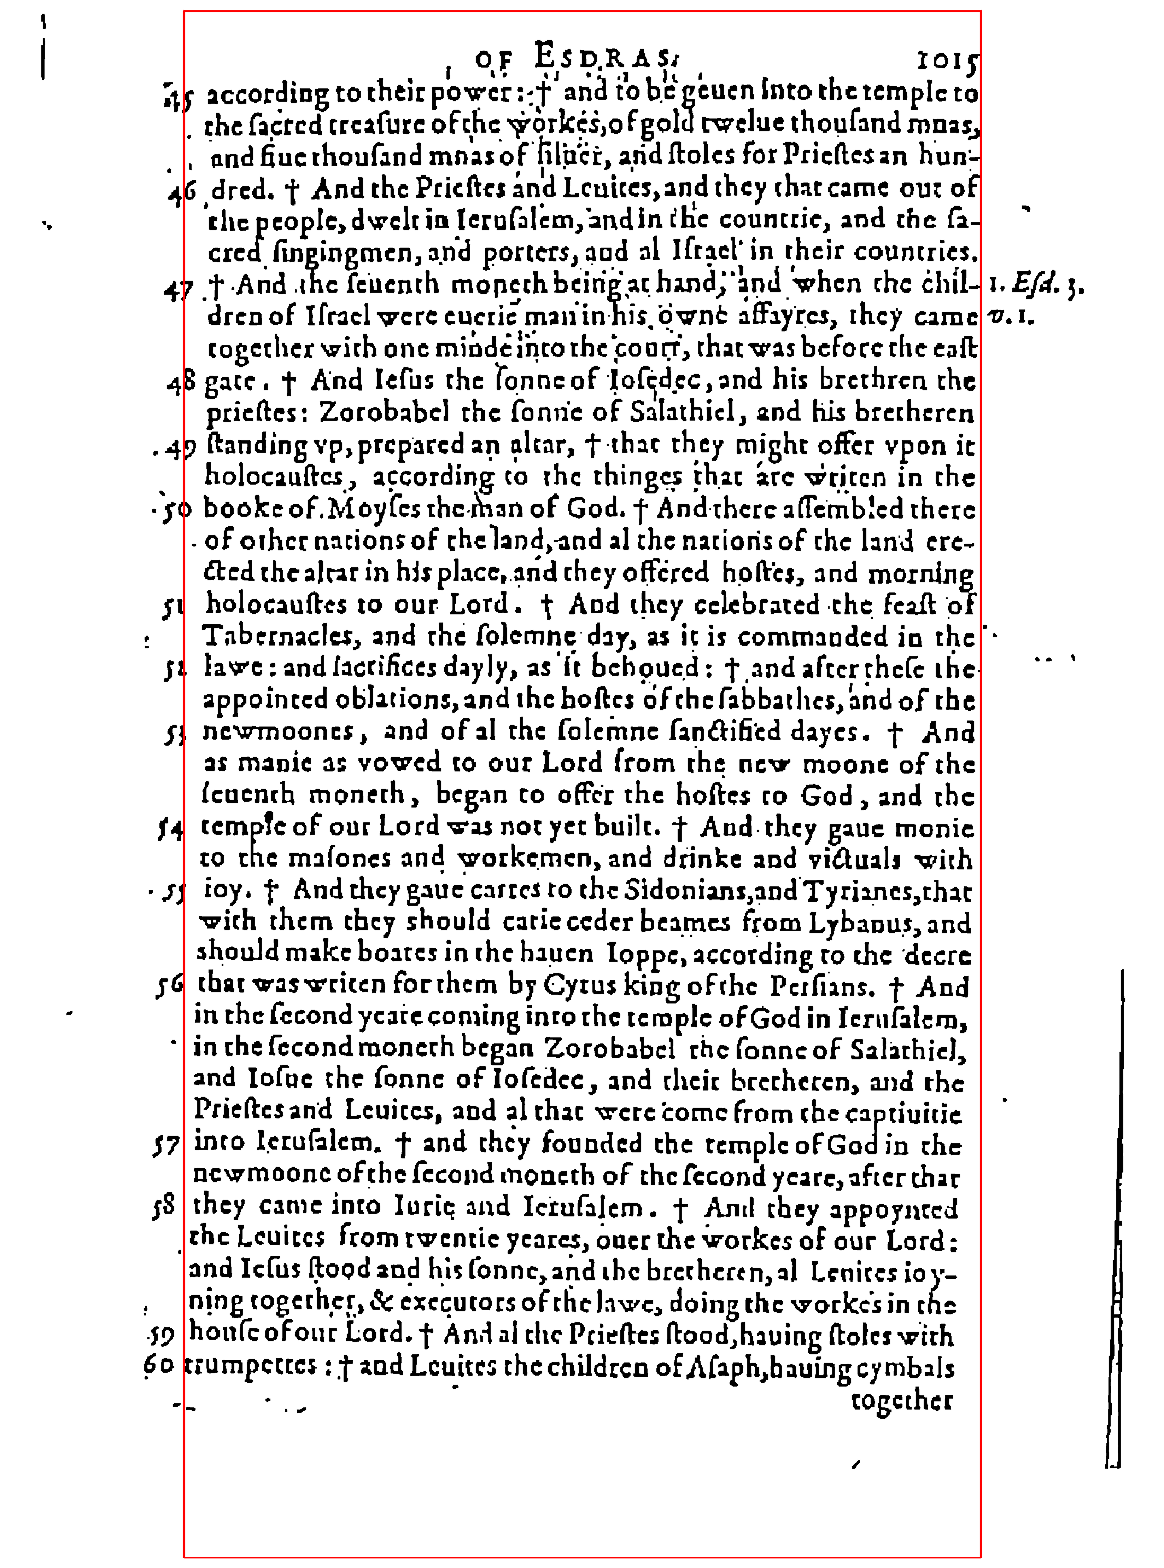 OF ESDRAS. 1015
45 according to their power: † and to be geuen into the temple to
the sacred treasure of the workes, of gold twelue thousand mnas,
and fiue thousand mnas of siluer, and stoles for Priestes an hun-
46 dred. † And the Priestes and Leuites, and they that came out of
the people, dwelt in Ierusalem, and in the countrie, and the sa-
cred singingmen, and porters, and al Israel in their countries.
47 † And the seuenth moneth being at hand, and when the chil- 1. Esd. 3.
dren of Israel were euerie man in his owne affayres, they came v. 1.
together with one minde into the court, that was before the east
48 gate. † And Iesus the sonne of Iosedec, and his brethren the
priestes: Zorobabel the sonne of Salathiel, and his bretheren
49 standing vp, prepared an altar, † that they might offer vpon it
holocaustes, according to the thinges that are writen in the
50 booke of Moyses the man of God. † And there assembled there
of other nations of the land, and al the nations of the land ere-
cted the altar in his place, and they offered hostes, and morning
51 holocaustes to our Lord. † And they celebrated the feast of
Tabernacles, and the solemne day, as it is commanded in the
52 lawe: and sacrifices dayly, as it behoued: † and after these the
appointed oblations, and the hostes of the sabbathes, and of the
53 newmoones, and of al the solemne sanctified dayes. † And
as manie as vowed to our Lord from the new moone of the
seuenth moneth, began to offer the hostes to God, and the
54 temple of our Lord was not yet built. † And they gaue monie
to the masones and workemen, and drinke and victuals with
55 ioy. † And they gaue cartes to the Sidonians, and Tyrianes, that
with them they should carie ceder beames from Lybanus, and
should make boates in the hauen Ioppe, according to the decre
56 that was writen for them by Cyrus king of the Persians. † And
in the second yeare coming into the temple of God in Ierusalem,
in the second moneth began Zorobabel the sonne of Salathiel,
and Iosue the sonne of Iosedec, and their bretheren, and the
Priestes and Leuites, and al that were come from the captiuitie
57 into Ierusalem. † and they founded the temple of God in the
newmoone of the second moneth of the second yeare, after that
58 they came into Iurie and Ierusalem. † And they appoynted
the Leuites from twentie yeares, ouer the workes of our Lord:
and Iesus stood and his sonne, and the bretheren, al Leuites ioy-
ning together, & executors of the lawe, doing the workes in the
59 house of our Lord. † And al the Priestes stood, hauing stoles with
60 trumpettes: † and Leuites the children of Asaph, hauing cymbals
together